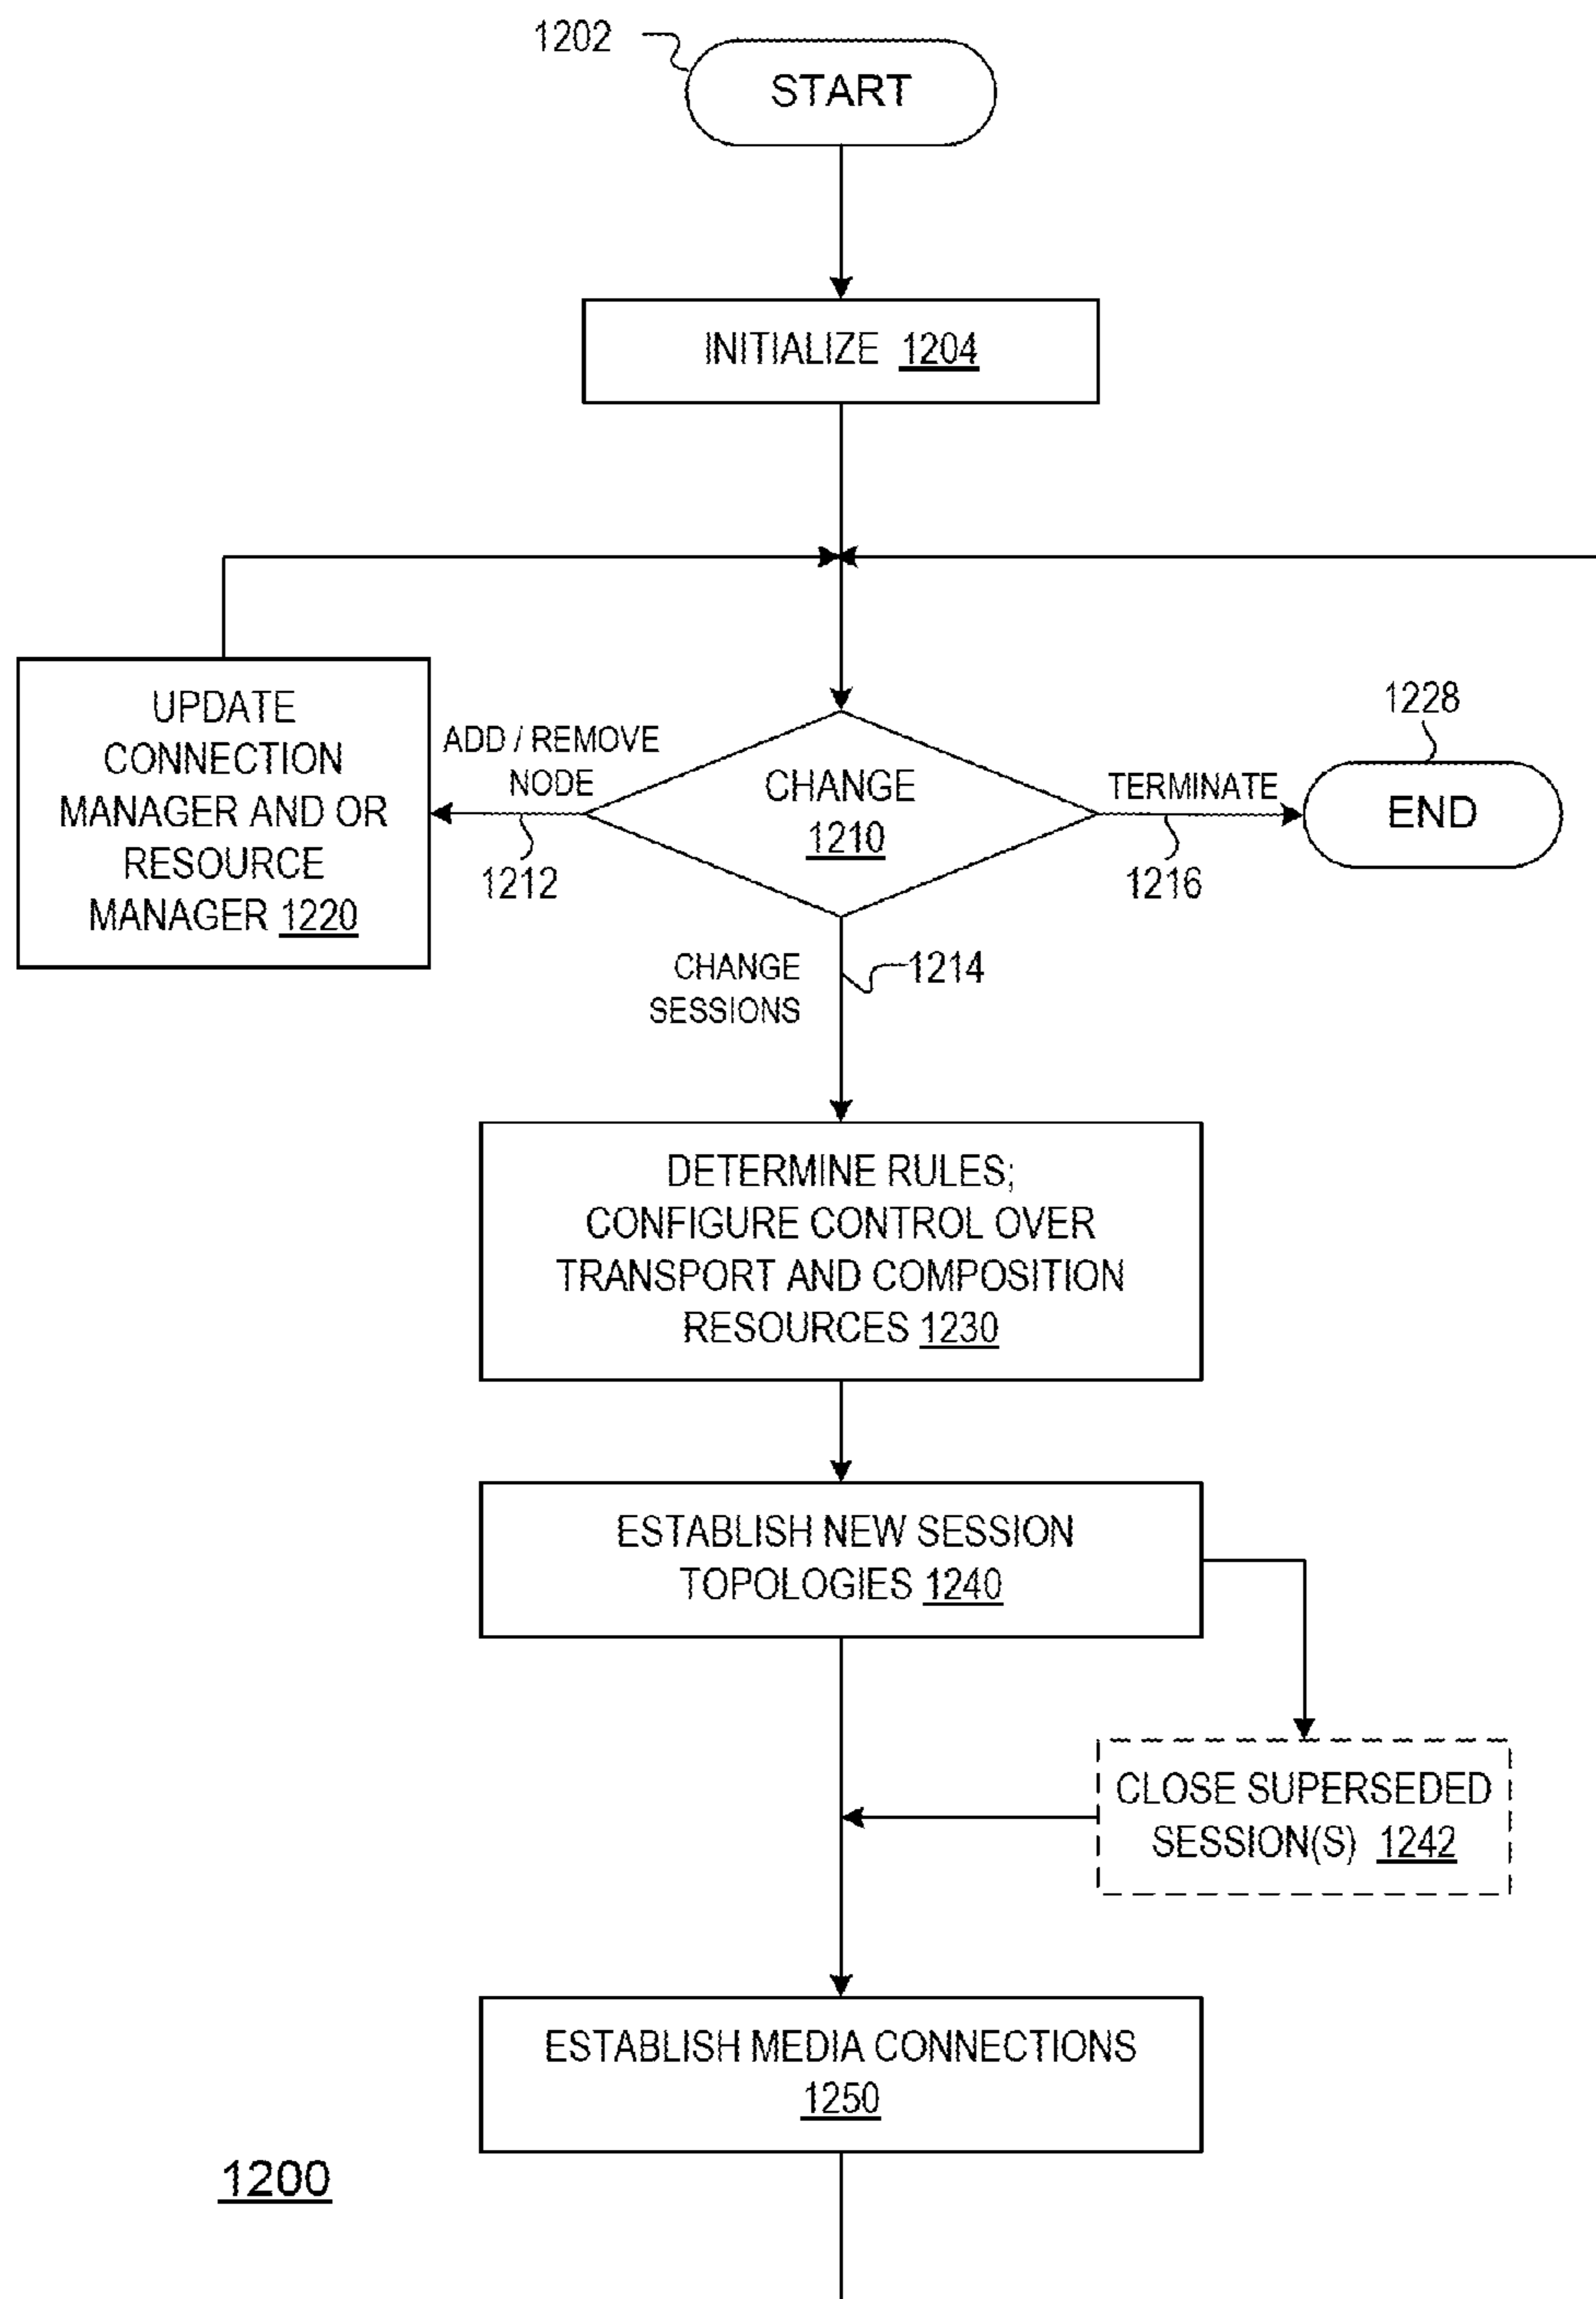 1202
START
INITIALIZE 1204
UPDATE
CONNECTION
MANAGER AND OR
RESOURCE
MANAGER 1220
ADD / REMOVE
NODE
1212
CHANGE
1210
TERMINATE
1216
1228
END
CHANGE
SESSIONS
1214
DETERMINE RULES;
CONFIGURE CONTROL OVER
TRANSPORT AND COMPOSITION
RESOURCES 1230
ESTABLISH NEW SESSION
TOPOLOGIES 1240
CLOSE SUPERSEDED
SESSION(S) 1242
ESTABLISH MEDIA CONNECTIONS
1250
1200